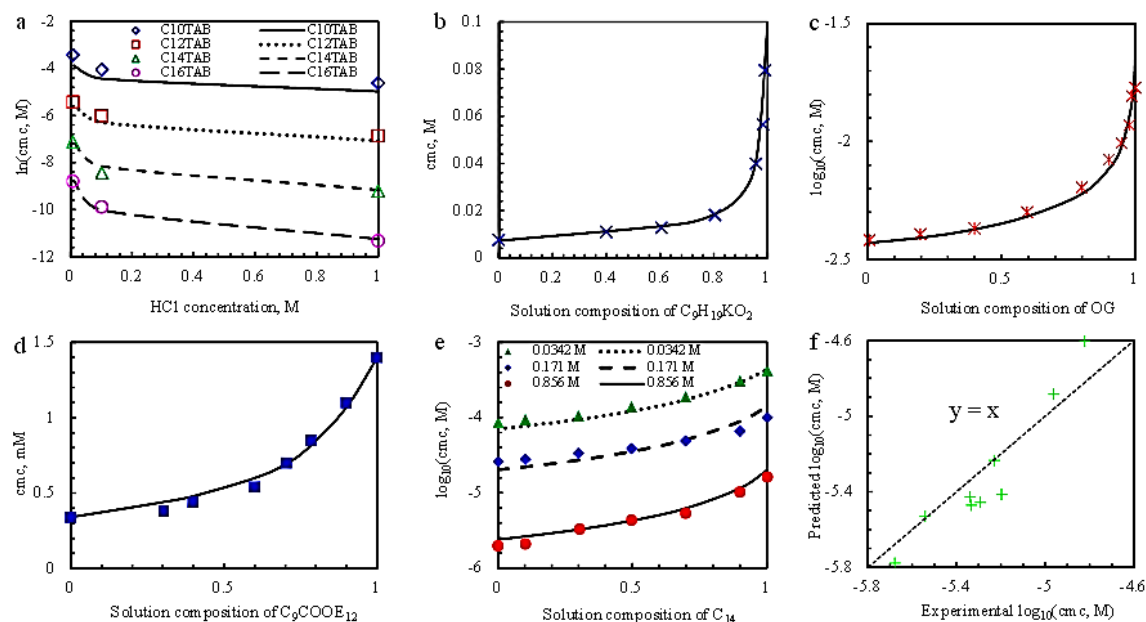 a
-2
-4
-6
-8
-10
-12
ln(cmc, M)
C10TAB C10TAB
C12TAB C12TAB
C14TAB C14TAB
C16TAB C16TAB
0 0.2 0.4 0.6 0.8 1
HCl concentration, M
b
0.1
0.08
0.06
0.04
0.02
0
cmc, M
0 0.2 0.4 0.6 0.8 1
Solution composition of C₉H₁₉KO₂
c
-1.5
-2
-2.5
log₁₀(cmc, M)
0 0.2 0.4 0.6 0.8 1
Solution composition of OG
d
1.5
1
0.5
0
cmc, mM
0 0.5 1
Solution composition of C₉COOE₁₂
e
-3
-4
-5
-6
log₁₀(cmc, M)
0.0342 M 0.0342 M
0.171 M 0.171 M
0.856 M 0.856 M
0 0.5 1
Solution composition of C₁₄
f
-4.6
-5
-5.4
-5.8
Predicted log₁₀(cmc, M)
y = x
-5.8 -5.4 -5 -4.6
Experimental log₁₀(cmc, M)